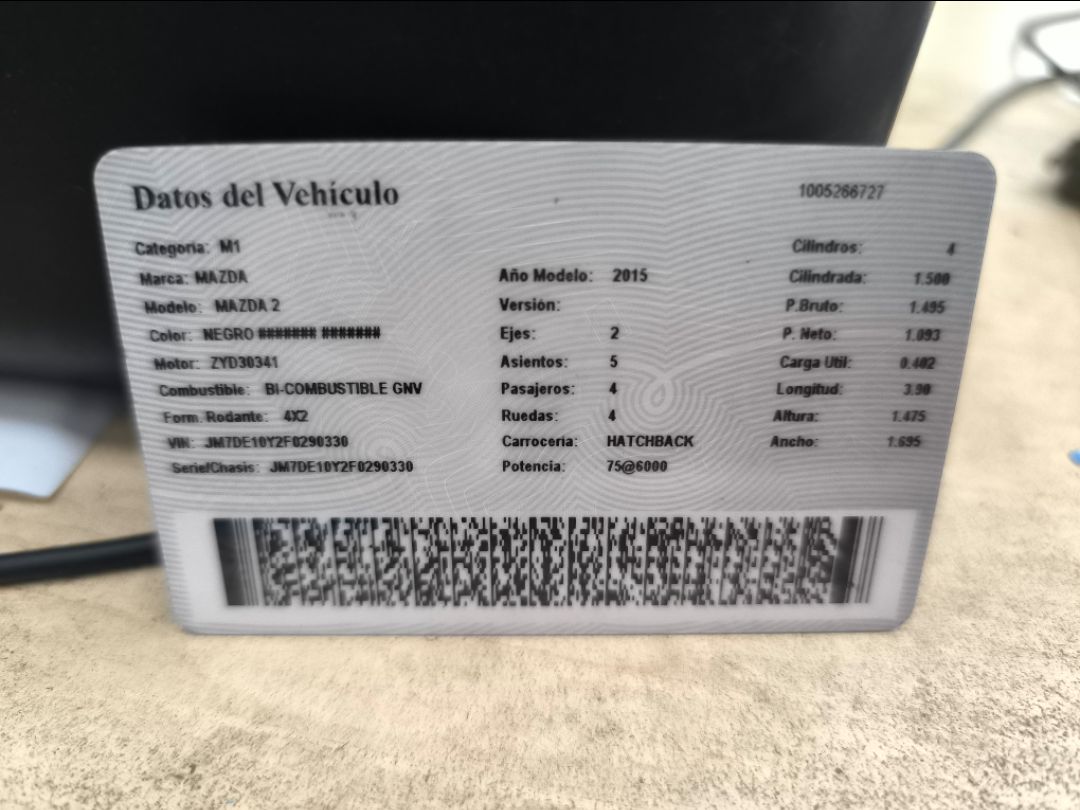 Datos del Vehículo
1005266727
Categoría: M1
Cilindros: 4
Marca: MAZDA
Año Modelo: 2015
Cilindrada: 1.500
Modelo: MAZDA 2
Versión:
P.Bruto: 1.495
Color: NEGRO ####### #######
Ejes: 2
P. Neto: 1.093
Motor: ZYD30341
Asientos: 5
Carga Util: 0.402
Combustible: BI-COMBUSTIBLE GNV
Pasajeros: 4
Longitud: 3.90
Form. Rodante: 4X2
Ruedas: 4
Altura: 1.475
VIN: JM7DE10Y2F0290330
Carrocería: HATCHBACK
Ancho: 1.695
Serie/Chasis: JM7DE10Y2F0290330
Potencia: 75@6000